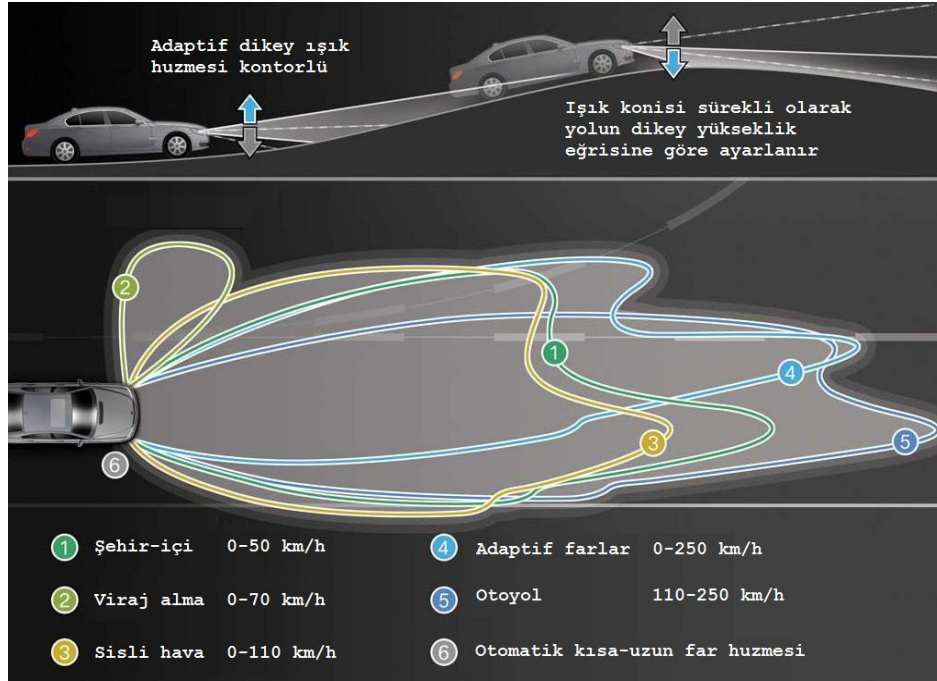 Adaptif dikey ışık
huzmesi kontorlü
Işık konisi sürekli olarak
yolun dikey yükseklik
eğrisine göre ayarlanır
2
1
4
3
5
6
1 Şehir-içi 0-50 km/h
2 Viraj alma 0-70 km/h
3 Sisli hava 0-110 km/h
4 Adaptif farlar 0-250 km/h
5 Otoyol 110-250 km/h
6 Otomatik kısa-uzun far huzmesi